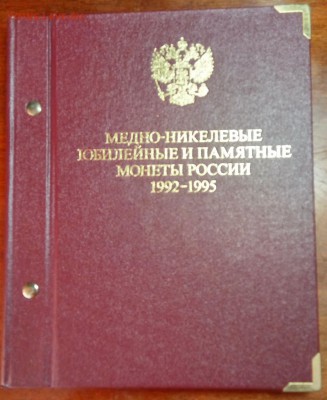 МЕДНО-НИКЕЛЕВЫЕ
ЮБИЛЕЙНЫЕ И ПАМЯТНЫЕ
МОНЕТЫ РОССИИ
1992-1995